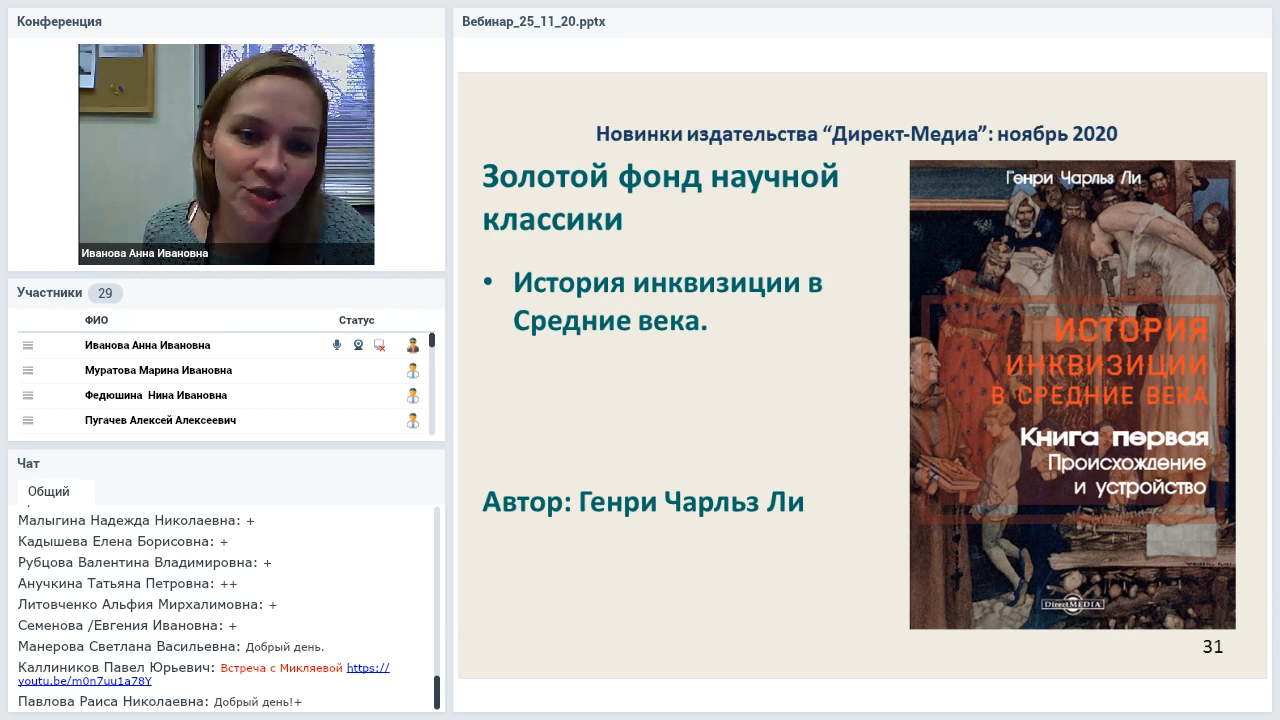 Конференция
Иванова Анна Ивановна
Участники 29
ФИО Статус
Иванова Анна Ивановна
Муратова Марина Ивановна
Федюшина Нина Ивановна
Пугачев Алексей Алексеевич
Чат
Общий
Малыгина Надежда Николаевна: +
Кадышева Елена Борисовна: +
Рубцова Валентина Владимировна: +
Анучкина Татьяна Петровна: ++
Литовченко Альфия Мирхалимовна: +
Семенова /Евгения Ивановна: +
Манерова Светлана Васильевна: Добрый день.
Каллиников Павел Юрьевич: Встреча с Микляевой https://
youtu.be/m0n7uu1a78Y
Павлова Раиса Николаевна: Добрый день!+
Вебинар_25_11_20.pptx
Новинки издательства “Директ-Медиа”: ноябрь 2020
Золотой фонд научной
классики
• История инквизиции в
Средние века.
Автор: Генри Чарльз Ли
Генри Чарльз Ли
ИСТОРИЯ
ИНКВИЗИЦИИ
В СРЕДНИЕ ВЕКА
Книга первая
Происхождение
и устройство
DirectMEDIA
31